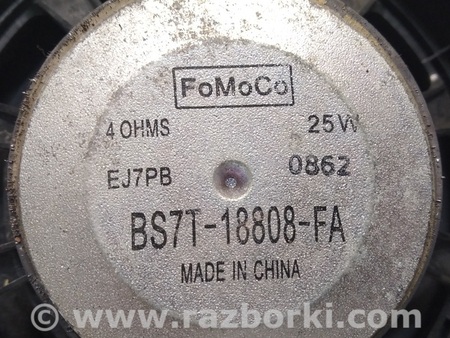 FoMoCo
4 OHMS 25W
EJ7PB 0862
BS7T-18808-FA
MADE IN CHINA
www.razborki.com